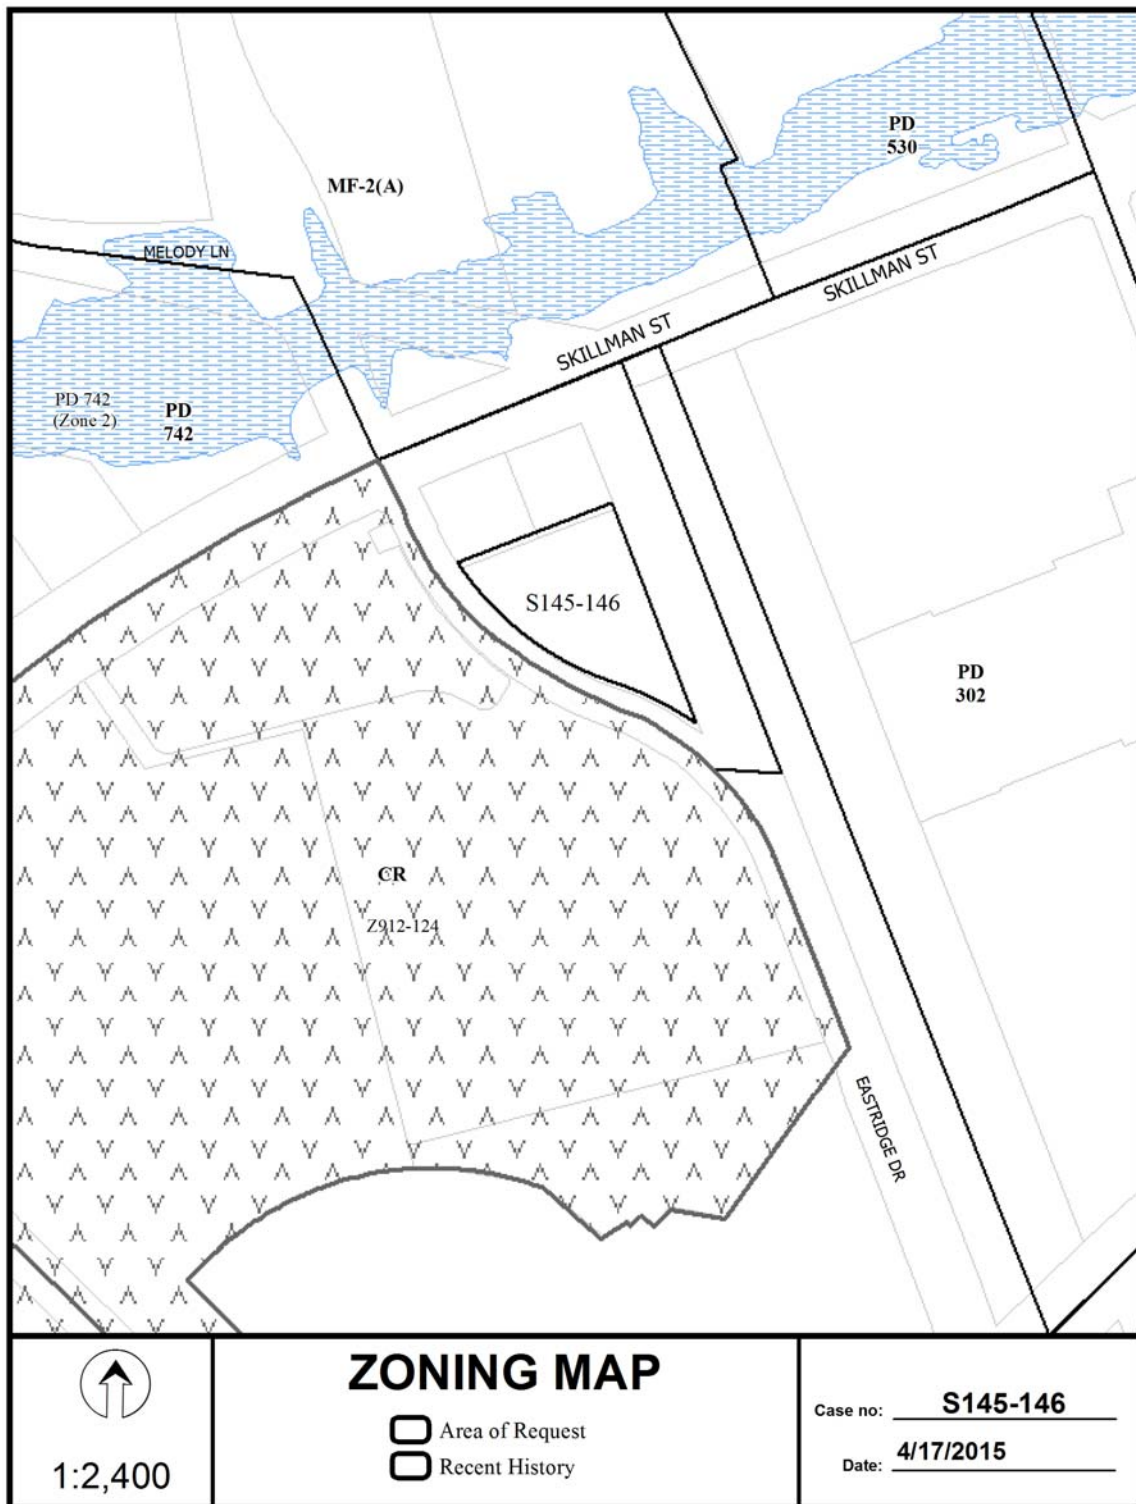 PD
530
MF-2(A)
MELODY LN
SKILLMAN ST
SKILLMAN ST
PD 742
(Zone 2)
PD
742
S145-146
PD
302
CR
Z912-124
EASTRIDGE DR
1:2,400
ZONING MAP
Area of Request
Recent History
Case no: S145-146
Date: 4/17/2015